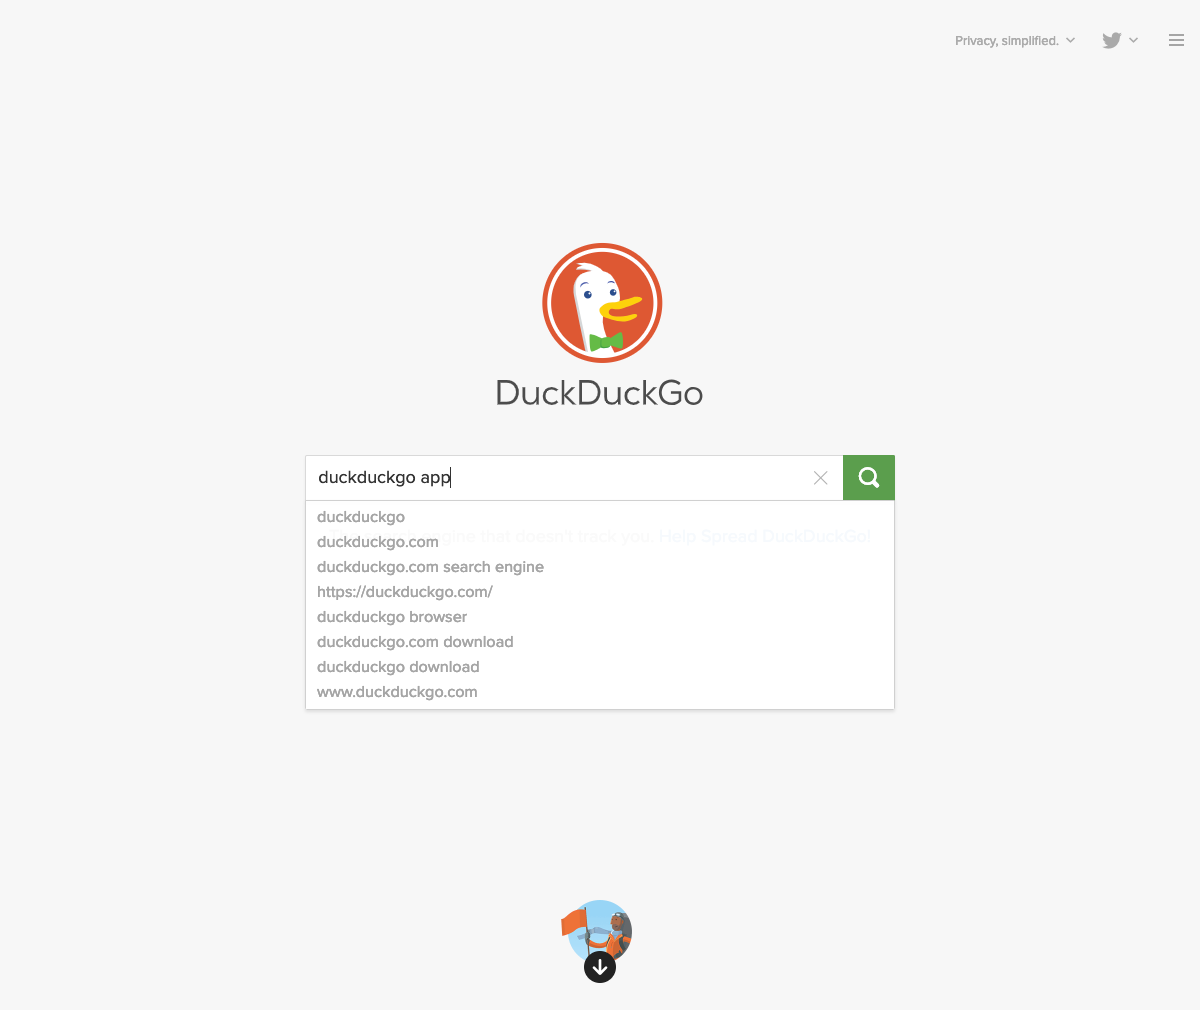 Privacy, simplified.
DuckDuckGo
duckduckgo app
duckduckgo
engine that doesn't track you. Help Spread DuckDuckGo!
duckduckgo.com
duckduckgo.com search engine
https://duckduckgo.com/
duckduckgo browser
duckduckgo.com download
duckduckgo download
www.duckduckgo.com